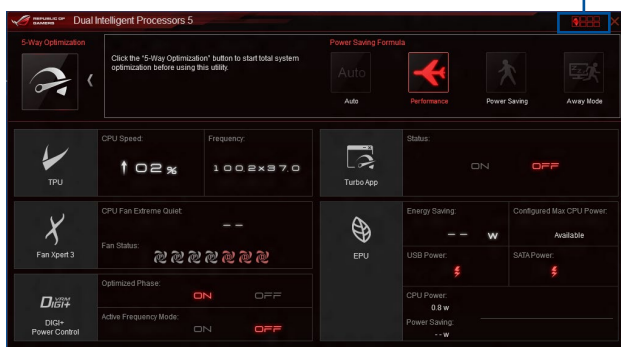 REPUBLIC OF GAMERS Dual Intelligent Processors 5
5-Way Optimization
Click the "5-Way Optimization" button to start total system
optimization before using this utility.
Power Saving Formula
Auto
Auto
Performance
Power Saving
Away Mode
TPU
CPU Speed:
02 %
Frequency:
100.2x37.0
Turbo App
Status:
ON OFF
Fan Xpert 3
CPU Fan Extreme Quiet:
--
Fan Status:
EPU
Energy Saving:
-- w
Configured Max CPU Power:
Available
USB Power:
SATA Power:
CPU Power:
0.8 w
Power Saving:
-- w
DIGI+ VRM
DIGI+
Power Control
Optimized Phase:
ON OFF
Active Frequency Mode:
ON OFF